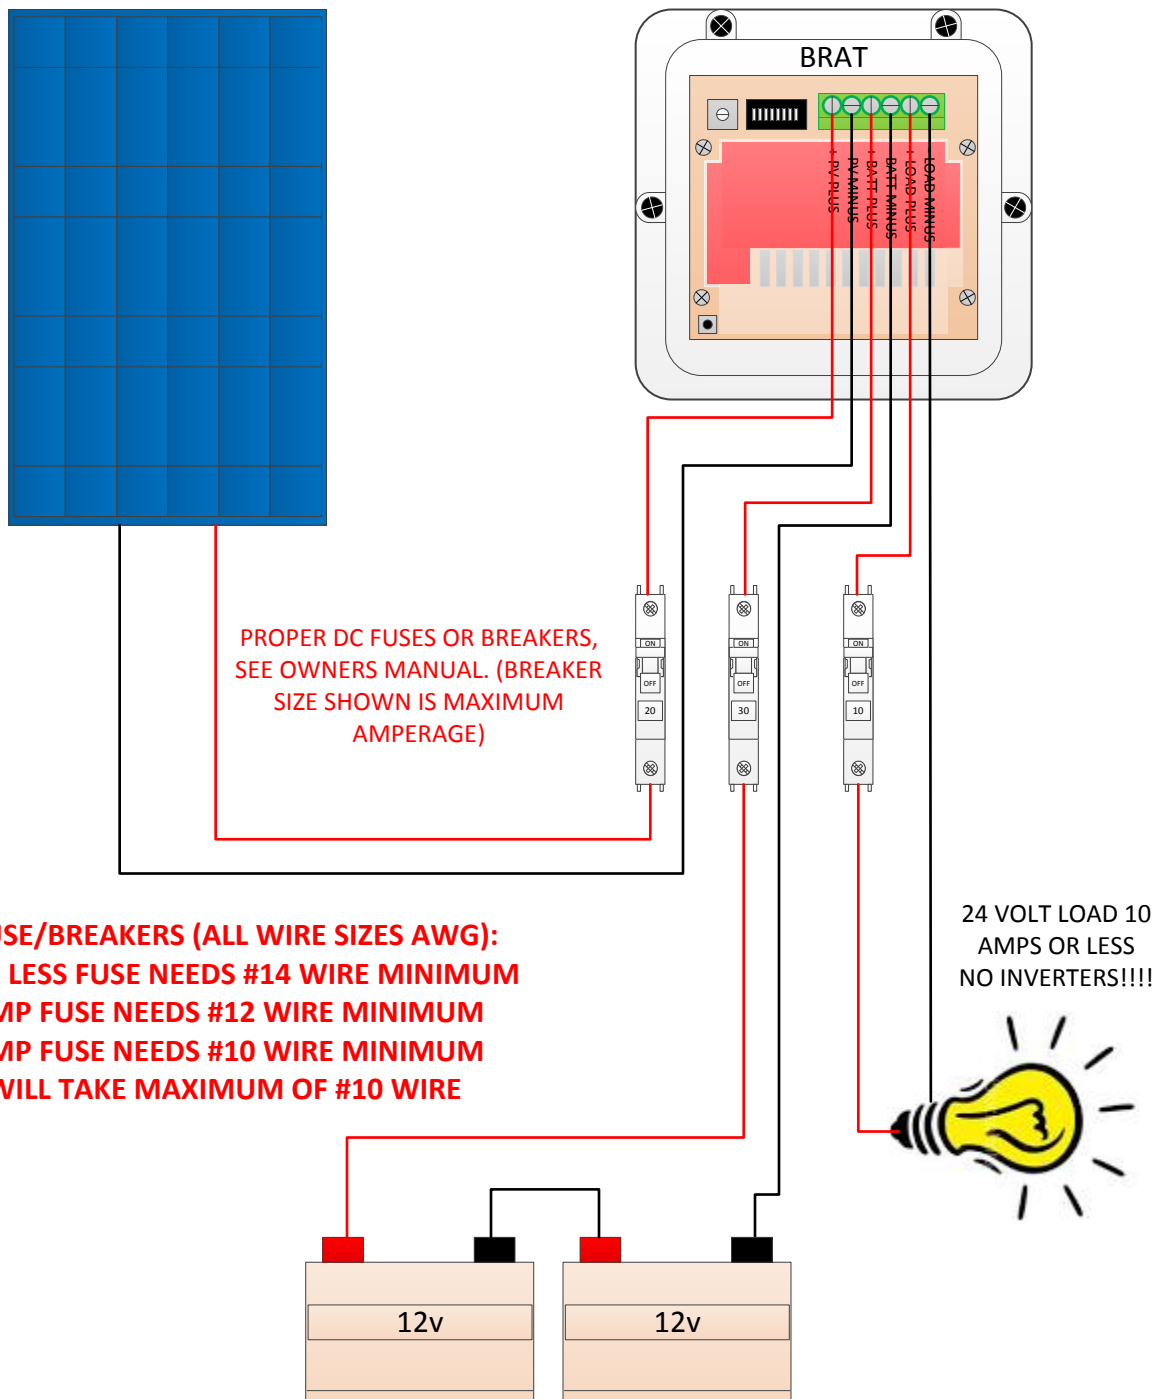 BRAT
+ PV PLUS
- PV MINUS
+ BATT PLUS
- BATT MINUS
+ LOAD PLUS
- LOAD MINUS
PROPER DC FUSES OR BREAKERS,
SEE OWNERS MANUAL. (BREAKER
SIZE SHOWN IS MAXIMUM
AMPERAGE)
ON
OFF
20
ON
OFF
30
ON
OFF
10
/BREAKERS (ALL WIRE SIZES AWG):
LESS FUSE NEEDS #14 WIRE MINIMUM
FUSE NEEDS #12 WIRE MINIMUM
FUSE NEEDS #10 WIRE MINIMUM
WILL TAKE MAXIMUM OF #10 WIRE
24 VOLT LOAD 10
AMPS OR LESS
NO INVERTERS!!!!
12v
12v